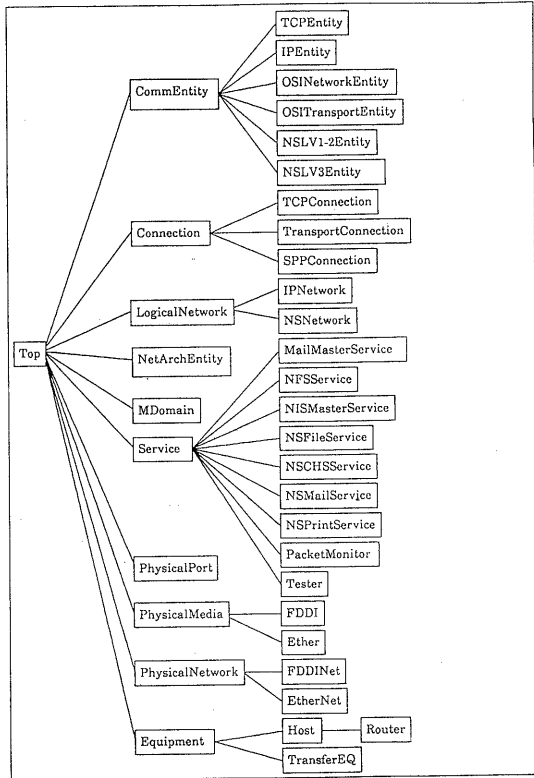 TCPEntity
IPEntity
OSINetworkEntity
CommEntity
OSITransportEntity
NSLV1-2Entity
NSLV3Entity
TCPConnection
Connection
TransportConnection
SPPConnection
IPNetwork
LogicalNetwork
NSNetwork
Top
MailMasterService
NetArchEntity
NFSService
MDomain
NISMasterService
Service
NSFileService
NSCHSService
NSMailService
NSPrintService
PacketMonitor
PhysicalPort
Tester
PhysicalMedia
FDDI
Ether
PhysicalNetwork
FDDINet
EtherNet
Equipment
Host
Router
TransferEQ